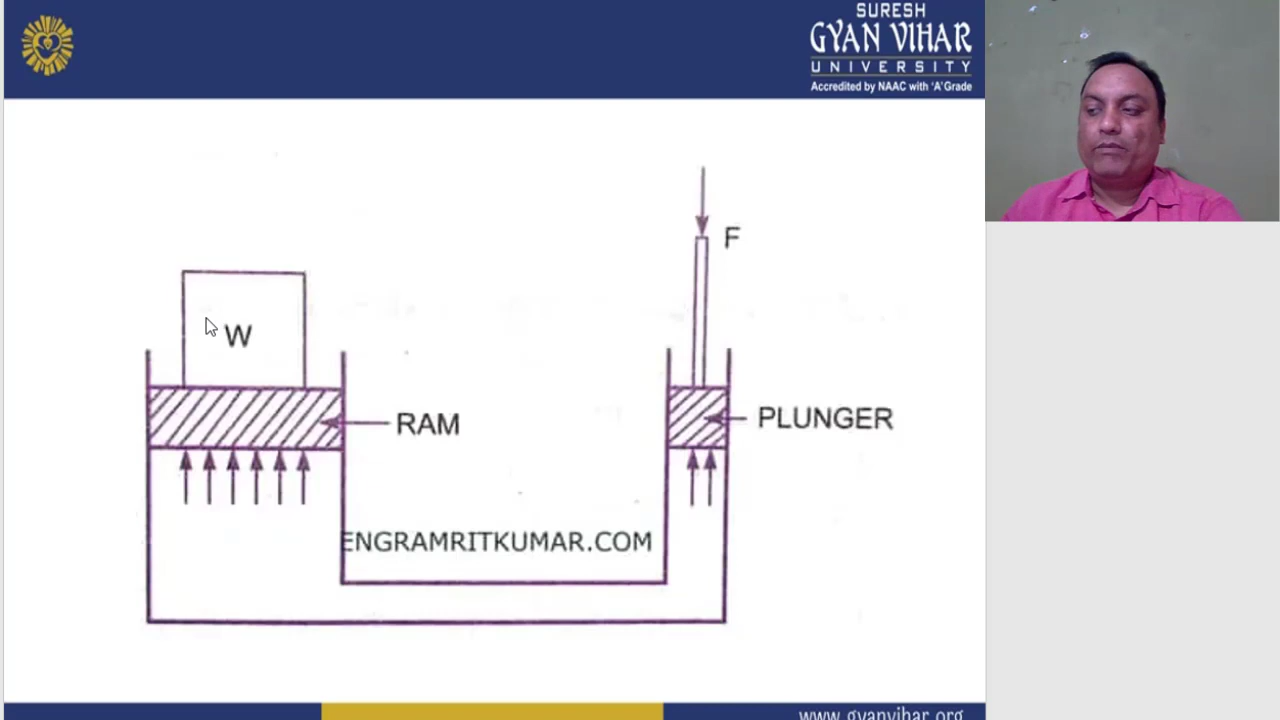 SURESH
GYAN VIHAR
UNIVERSITY
Accredited by NAAC with 'A' Grade
F
W
RAM
PLUNGER
ENGRAMRITKUMAR.COM
www.gyanvihar.org